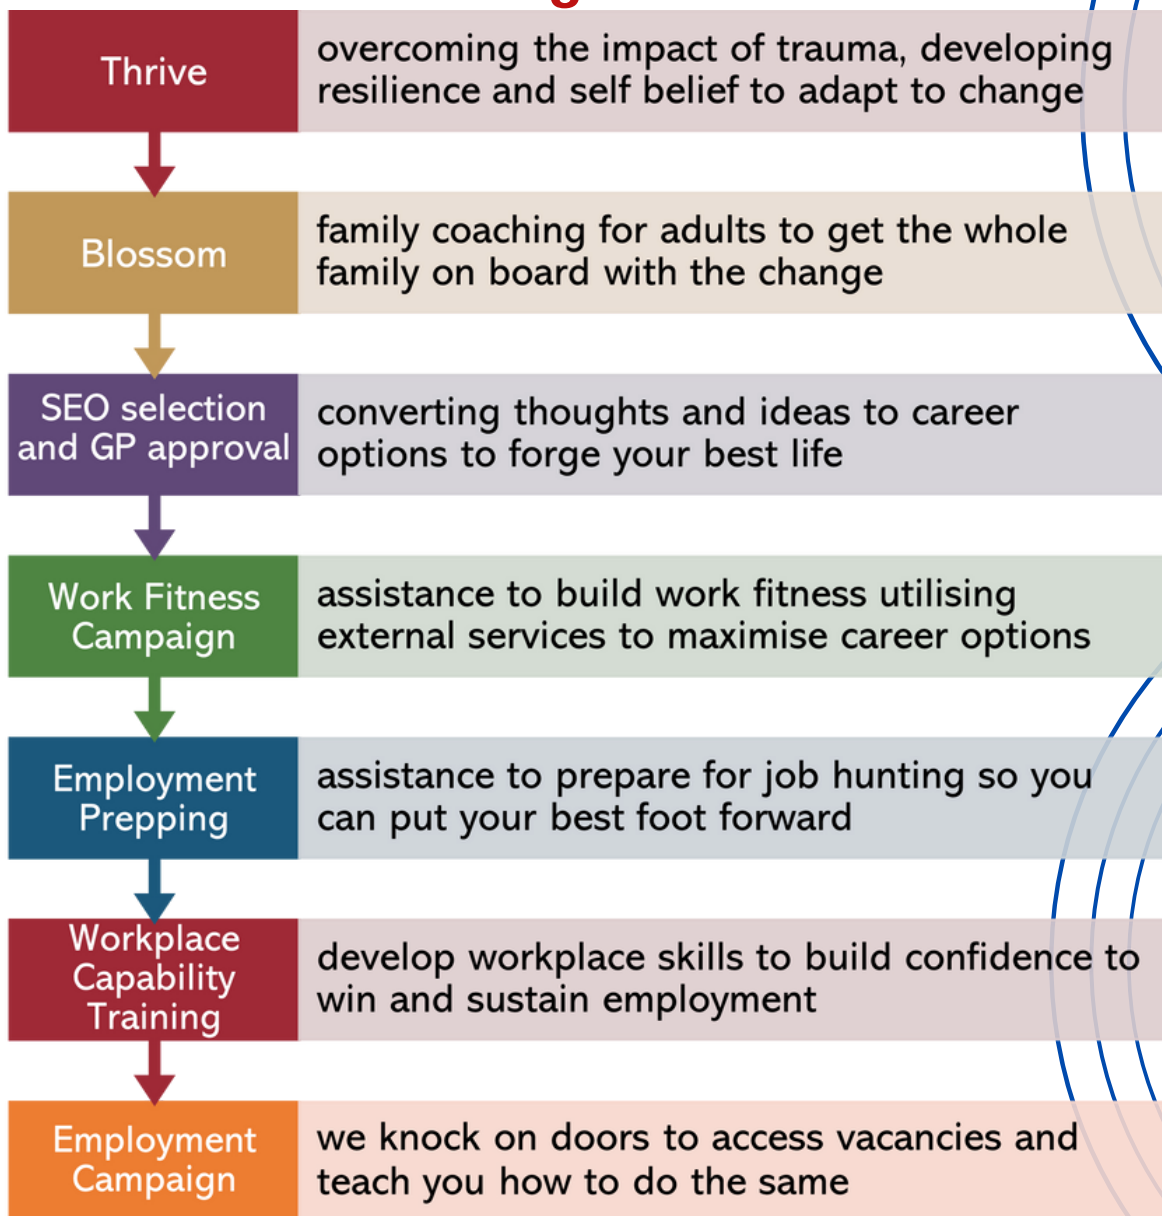 Thrive
overcoming the impact of trauma, developing
resilience and self belief to adapt to change
Blossom
family coaching for adults to get the whole
family on board with the change
SEO selection
and GP approval
converting thoughts and ideas to career
options to forge your best life
Work Fitness
Campaign
assistance to build work fitness utilising
external services to maximise career options
Employment
Prepping
assistance to prepare for job hunting so you
can put your best foot forward
Workplace
Capability
Training
develop workplace skills to build confidence to
win and sustain employment
Employment
Campaign
we knock on doors to access vacancies and
teach you how to do the same